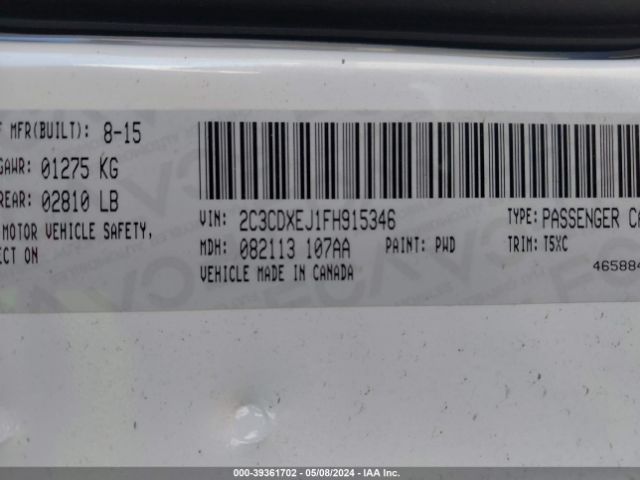 F MFR(BUILT): 8-15
GAWR: 01275 KG
REAR: 02810 LB
MOTOR VEHICLE SAFETY,
ECT ON
VIN: 2C3CDXEJ1FH915346 TYPE: PASSENGER CA
MDH: 082113 107AA PAINT: PWD TRIM: T5XC
VEHICLE MADE IN CANADA
46588
000-39361702 - 05/08/2024 - IAA Inc.